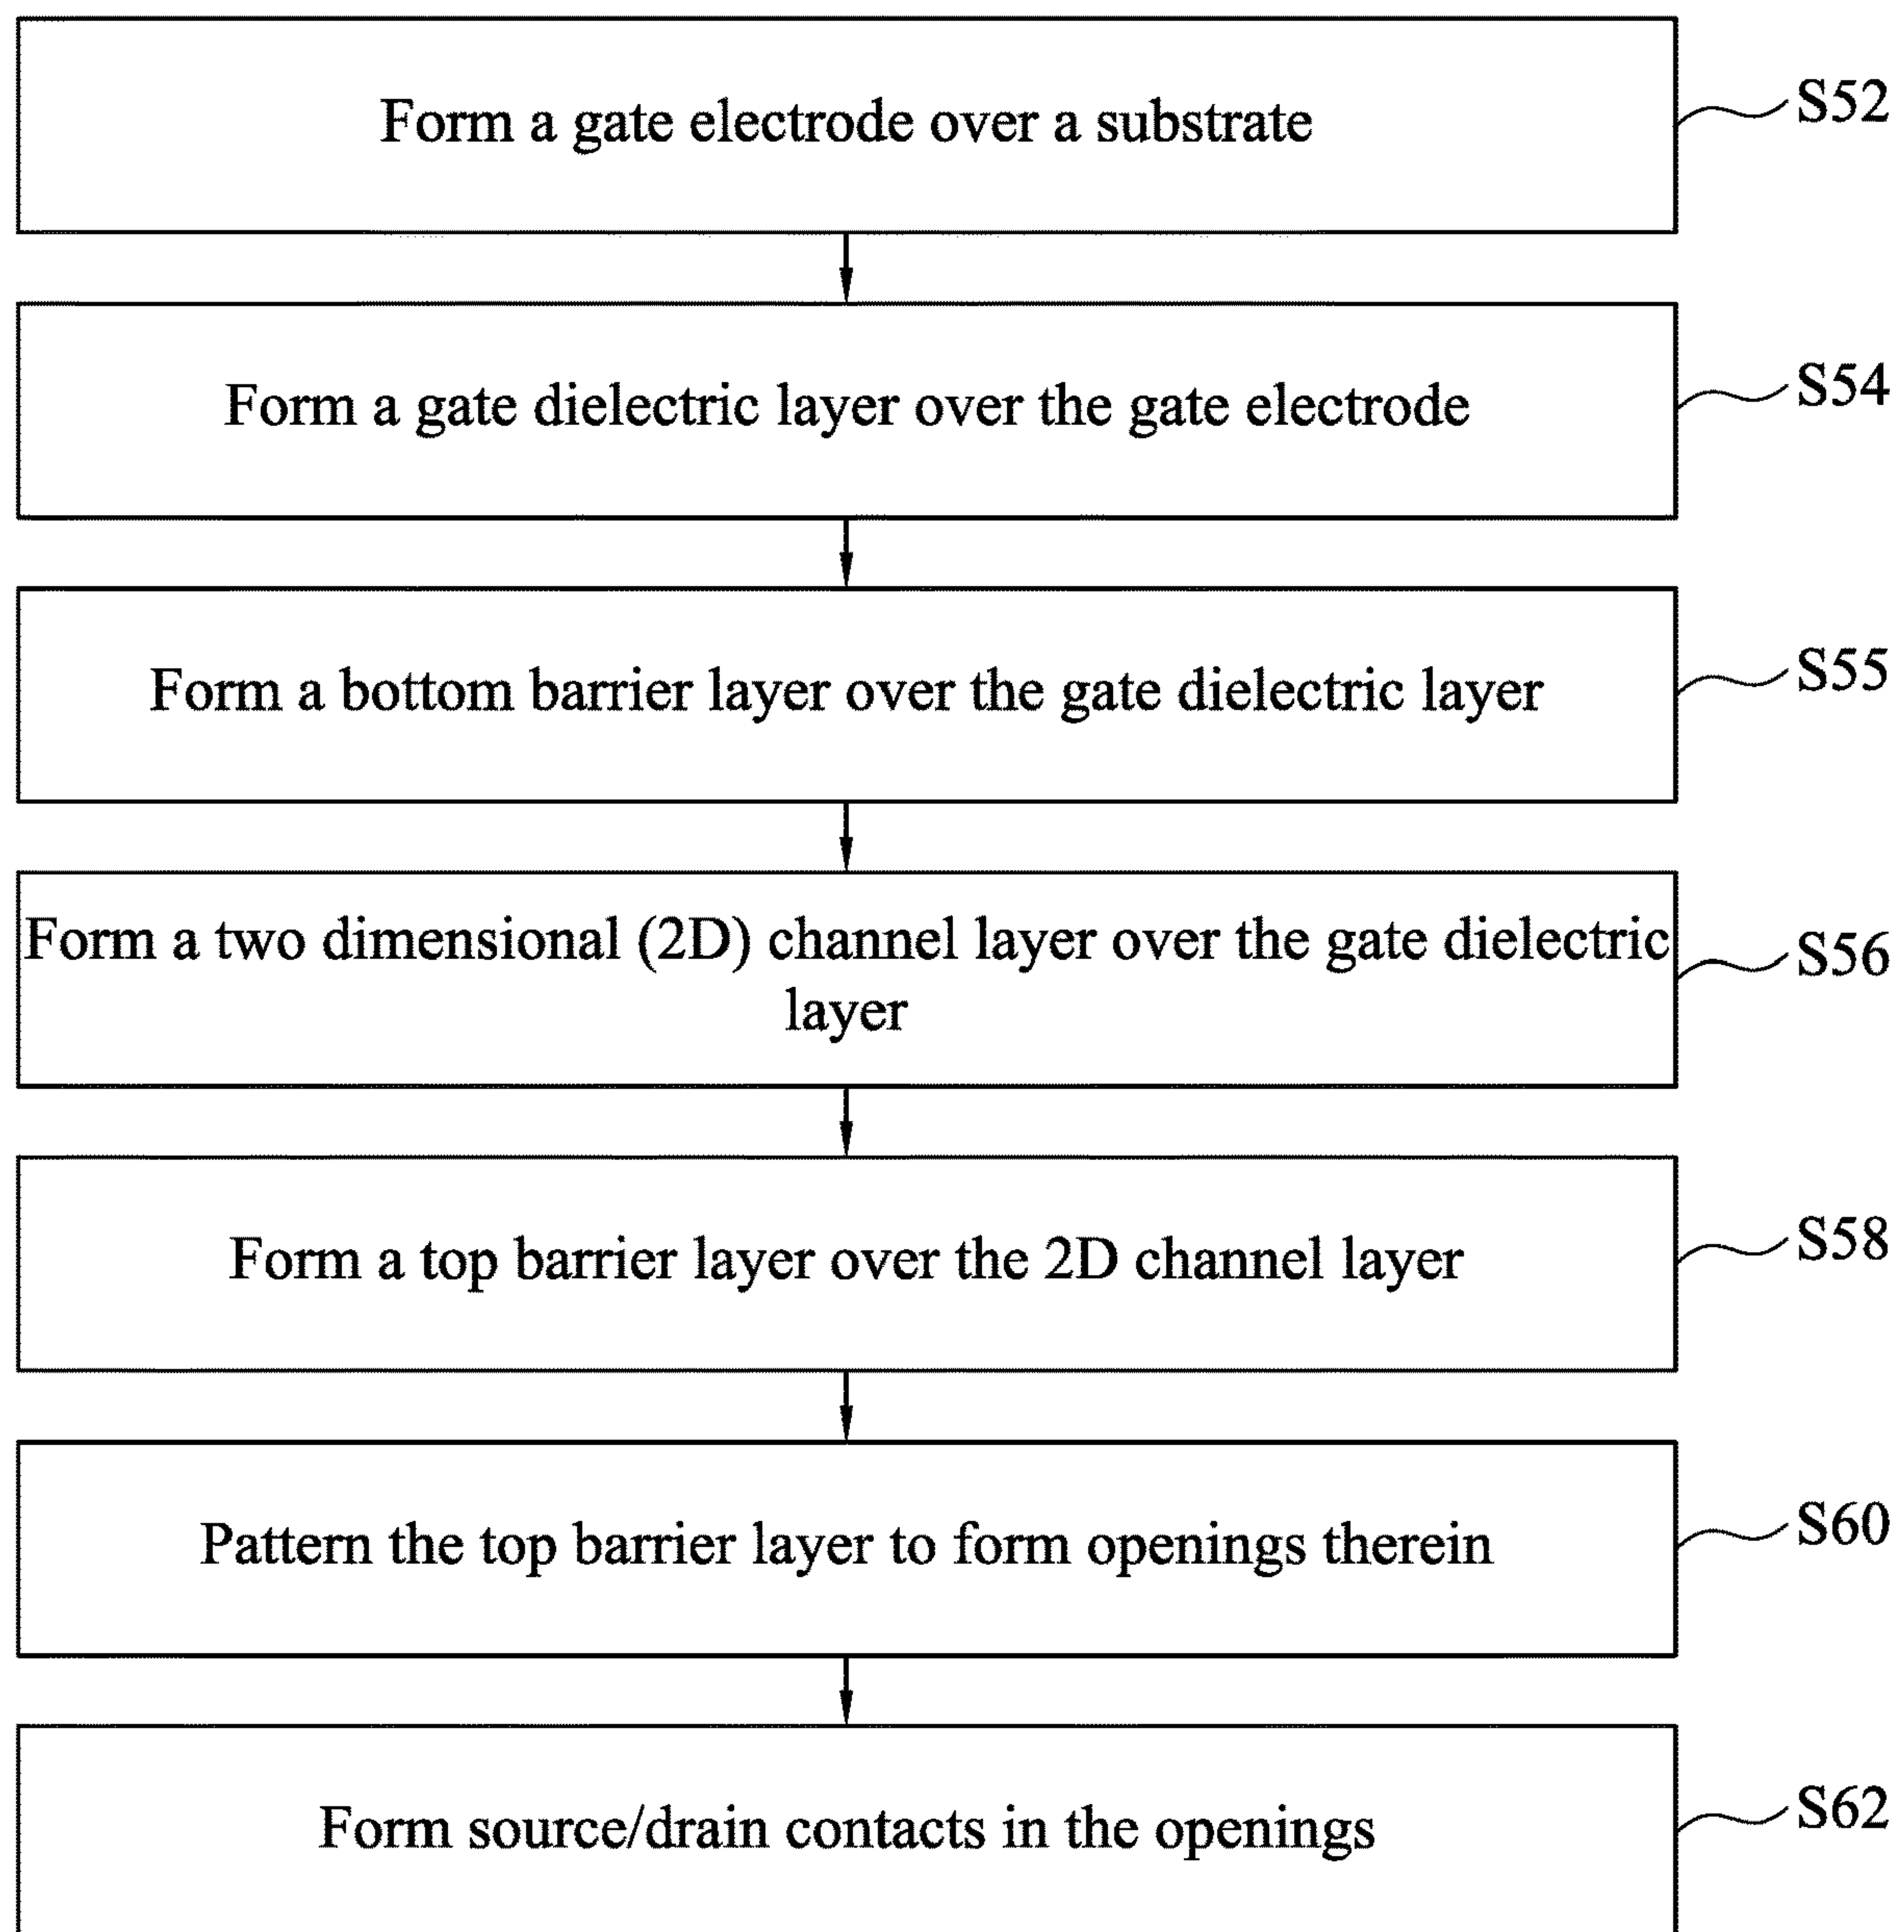 Form a gate electrode over a substrate
S52
Form a gate dielectric layer over the gate electrode
S54
Form a bottom barrier layer over the gate dielectric layer
S55
Form a two dimensional (2D) channel layer over the gate dielectric
layer
S56
Form a top barrier layer over the 2D channel layer
S58
Pattern the top barrier layer to form openings therein
S60
Form source/drain contacts in the openings
S62